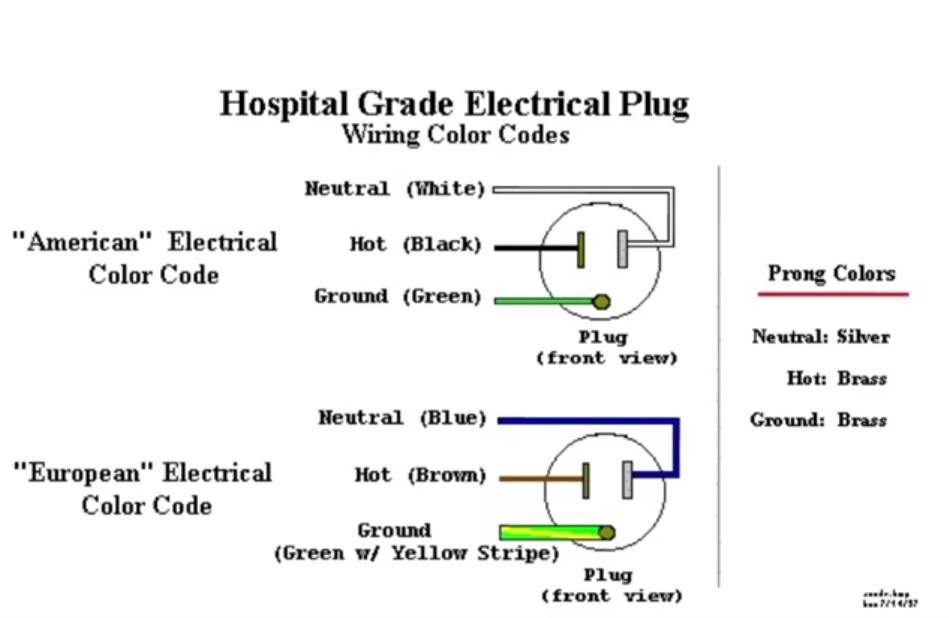 Hospital Grade Electrical Plug
Wiring Color Codes
"American" Electrical
Color Code
Neutral (White)
Hot (Black)
Ground (Green)
Plug
(front view)
"European" Electrical
Color Code
Neutral (Blue)
Hot (Brown)
Ground
(Green w/ Yellow Stripe)
Plug
(front view)
Prong Colors
Neutral: Silver
Hot: Brass
Ground: Brass